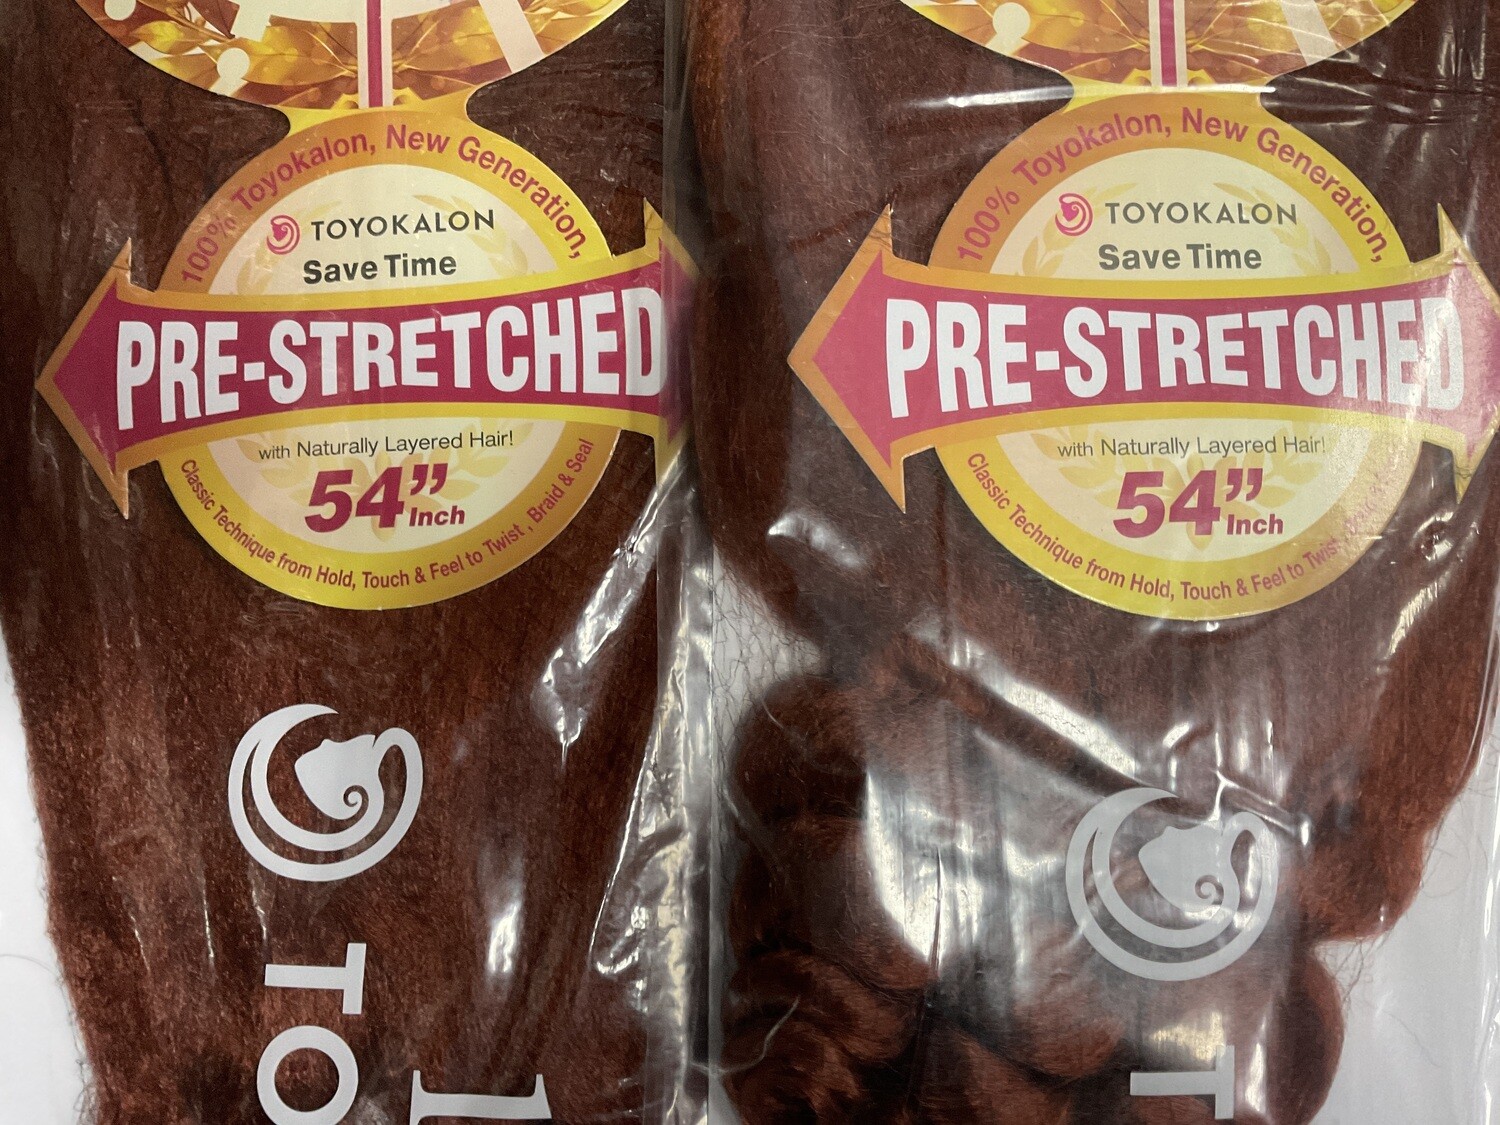 100% Toyokalon, New Generation,
TOYOKALON
Save Time
PRE-STRETCHED
with Naturally Layered Hair!
54”
Inch
Classic Technique from Hold, Touch & Feel to Twist , Braid & Seal
TO
100% Toyokalon, New Generation,
TOYOKALON
Save Time
PRE-STRETCHED
with Naturally Layered Hair!
54”
Inch
Classic Technique from Hold, Touch & Feel to Twist , Braid &
T